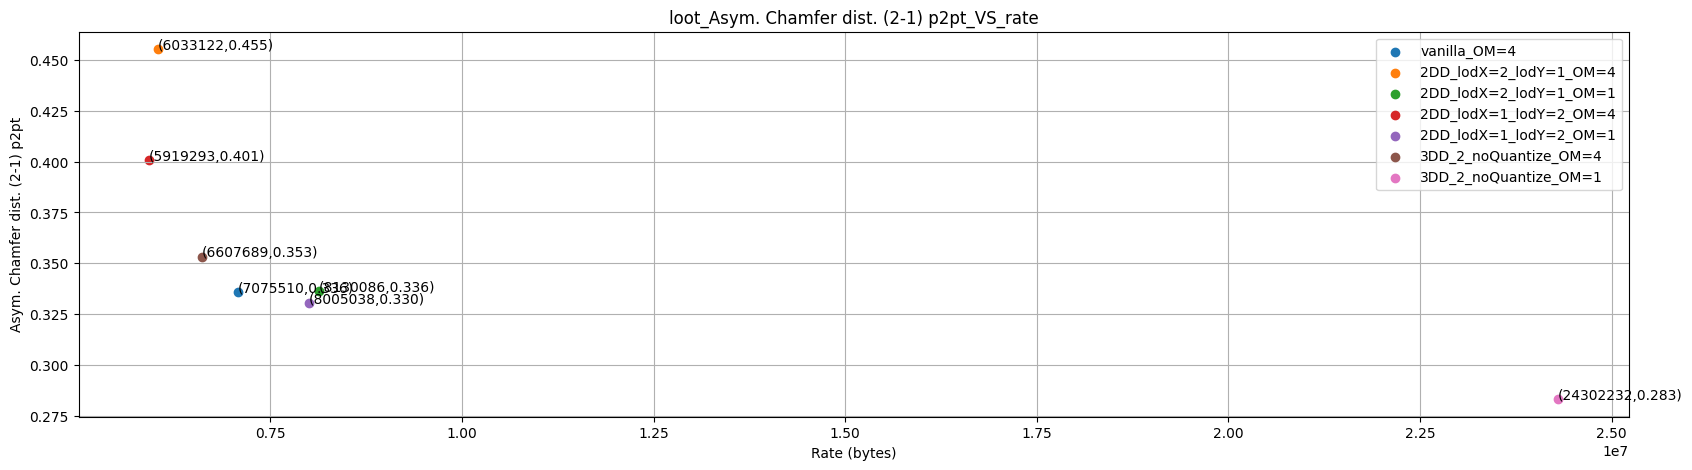 loot_Asym. Chamfer dist. (2-1) p2pt_VS_rate
Asym. Chamfer dist. (2-1) p2pt
0.450
0.425
0.400
0.375
0.350
0.325
0.300
0.275
(6033122,0.455)
(5919293,0.401)
(6607689,0.353)
(7075510,0.336)
(8130086,0.336)
(8005038,0.330)
(24302232,0.283)
vanilla_OM=4
2DD_lodX=2_lodY=1_OM=4
2DD_lodX=2_lodY=1_OM=1
2DD_lodX=1_lodY=2_OM=4
2DD_lodX=1_lodY=2_OM=1
3DD_2_noQuantize_OM=4
3DD_2_noQuantize_OM=1
0.75 1.00 1.25 1.50 1.75 2.00 2.25 2.50
1e7
Rate (bytes)